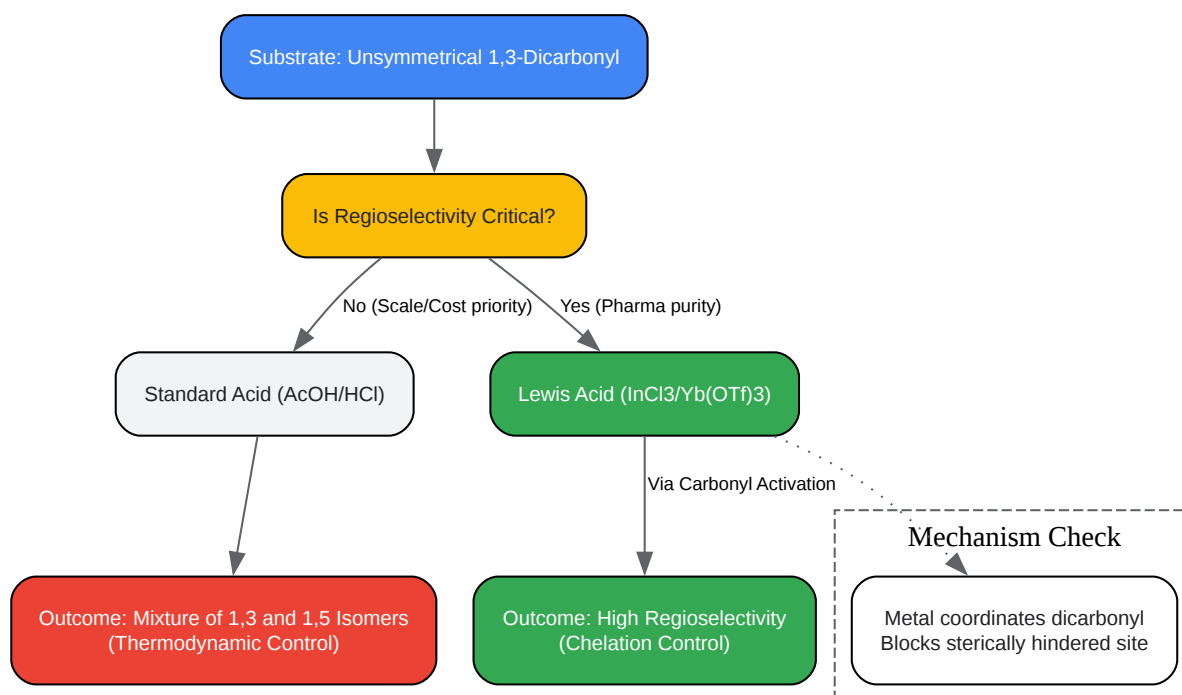 Substrate: Unsymmetrical 1,3-Dicarbonyl
Is Regioselectivity Critical?
No (Scale/Cost priority)
Yes (Pharma purity)
Standard Acid (AcOH/HCl)
Lewis Acid (InCl3/Yb(OTf)3)
Via Carbonyl Activation
Mechanism Check
Outcome: Mixture of 1,3 and 1,5 Isomers
(Thermodynamic Control)
Outcome: High Regioselectivity
(Chelation Control)
Metal coordinates dicarbonyl
Blocks sterically hindered site